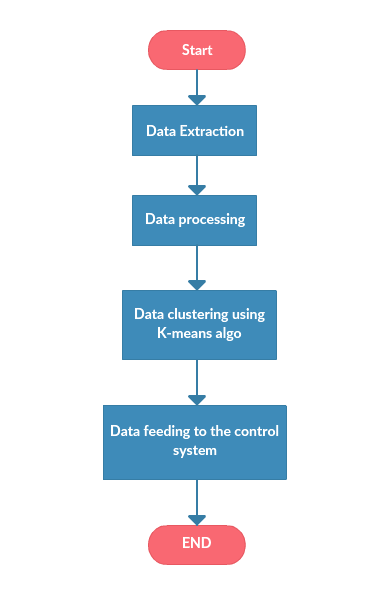 Start
Data Extraction
Data processing
Data clustering using
K-means algo
Data feeding to the control
system
END